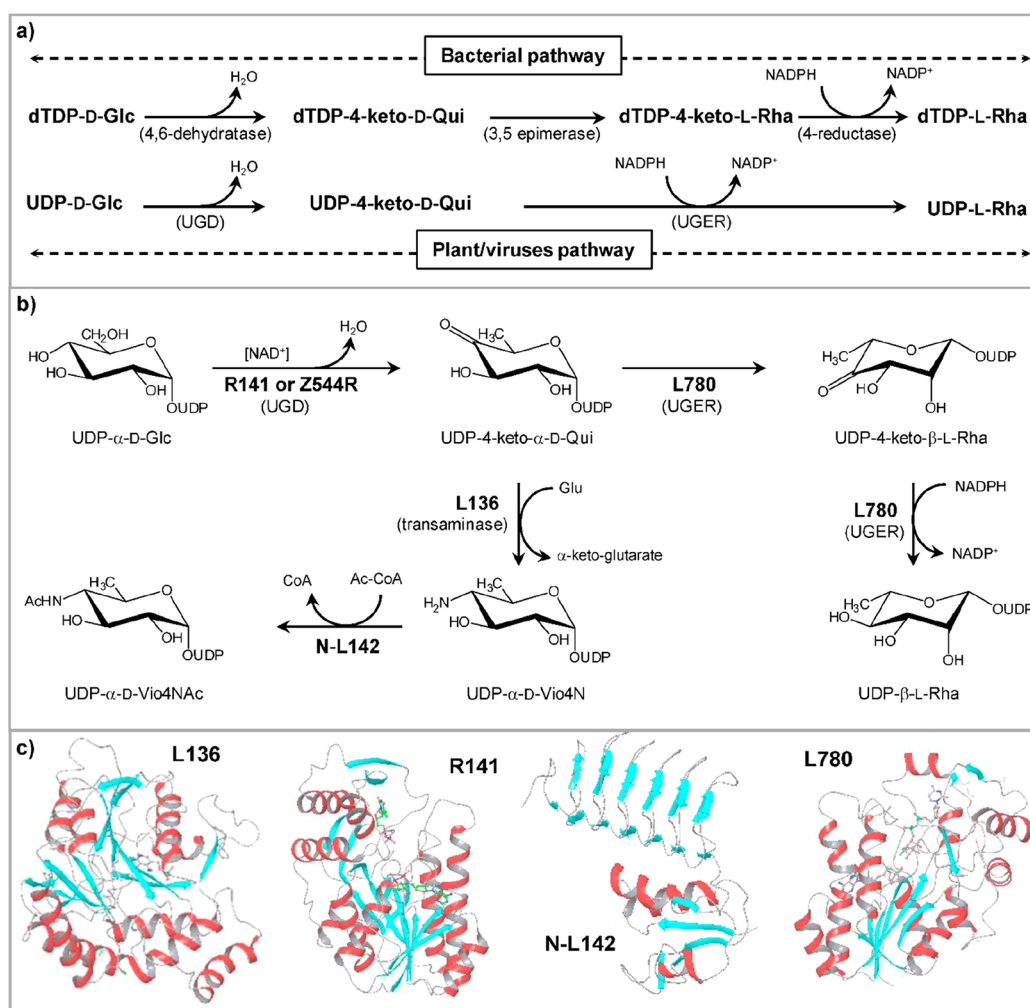 a)
Bacterial pathway
H₂O
NADPH
NADP⁺
dTDP-D-Glc
dTDP-4-keto-D-Qui
dTDP-4-keto-L-Rha
dTDP-L-Rha
(4,6-dehydratase)
(3,5 epimerase)
(4-reductase)
H₂O
NADPH
NADP⁺
UDP-D-Glc
UDP-4-keto-D-Qui
UDP-L-Rha
(UGD)
(UGER)
Plant/viruses pathway
b)
CH₂OH
O
HO
HO
OH
OUDP
UDP-α-D-Glc
[NAD⁺]
H₂O
R141 or Z544R
(UGD)
O
H₃C
O
HO
OH
OUDP
UDP-4-keto-α-D-Qui
L780
(UGER)
H₃C
O
OUDP
O
HO
OH
UDP-4-keto-β-L-Rha
L136
(transaminase)
Glu
α-keto-glutarate
L780
(UGER)
NADPH
NADP⁺
AcHN
H₃C
O
HO
OH
OUDP
UDP-α-D-Vio4NAc
CoA
Ac-CoA
N-L142
H₂N
H₃C
O
HO
OH
OUDP
UDP-α-D-Vio4N
H₃C
O
OUDP
HO
HO
OH
UDP-β-L-Rha
c)
L136
R141
N-L142
L780